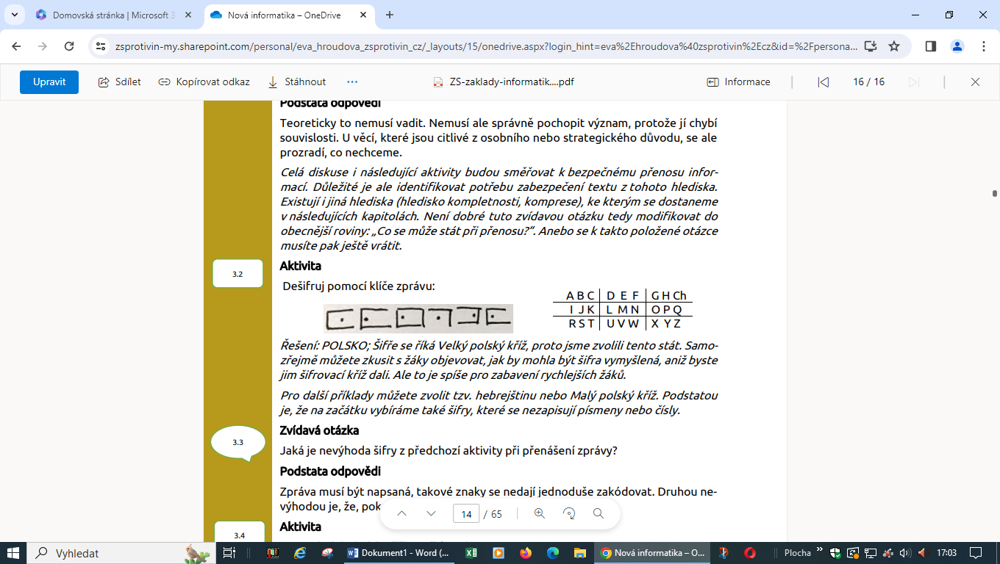 Domovská stránka | Microsoft 3
Nová informatika – OneDrive
zsprotivin-my.sharepoint.com/personal/eva_hroudova_zsprotivin_cz/_layouts/15/onedrive.aspx?login_hint=eva%2Ehroudova%40zsprotivin%2Ecz&id=%2Fpersona...
Upravit Sdílet Kopírovat odkaz Stáhnout ··· ZS-zaklady-informatik....pdf Informace 16 / 16
Podstata odpovědi
Teoreticky to nemusí vadit. Nemusí ale správně pochopit význam, protože jí chybí
souvislosti. U věcí, které jsou citlivé z osobního nebo strategického důvodu, se ale
prozradí, co nechceme.
Celá diskuse i následující aktivity budou směřovat k bezpečnému přenosu infor-
mací. Důležité je ale identifikovat potřebu zabezpečení textu z tohoto hlediska.
Existují i jiná hlediska (hledisko kompletnosti, komprese), ke kterým se dostaneme
v následujících kapitolách. Není dobré tuto zvídavou otázku tedy modifikovat do
obecnější roviny: „Co se může stát při přenosu?“. Anebo se k takto položené otázce
musíte pak ještě vrátit.
3.2
Aktivita
Dešifruj pomocí klíče zprávu:
A B C D E F G H Ch
I J K L M N O P Q
R S T U V W X Y Z
Řešení: POLSKO; Šifře se říká Velký polský kříž, proto jsme zvolili tento stát. Samo-
zřejmě můžete zkusit s žáky objevovat, jak by mohla být šifra vymyšlená, aniž byste
jim šifrovací kříž dali. Ale to je spíše pro zabavení rychlejších žáků.
Pro další příklady můžete zvolit tzv. hebrejštinu nebo Malý polský kříž. Podstatou
je, že na začátku vybíráme také šifry, které se nezapisují písmeny nebo čísly.
3.3
Zvídavá otázka
Jaká je nevýhoda šifry z předchozí aktivity při přenášení zprávy?
Podstata odpovědi
Zpráva musí být napsaná, takové znaky se nedají jednoduše zakódovat. Druhou ne-
výhodou je, že, pok
14 / 65
3.4
Aktivita
Vyhledat
Dokument1 - Word (...
Nová informatika – O...
Plocha
17:03